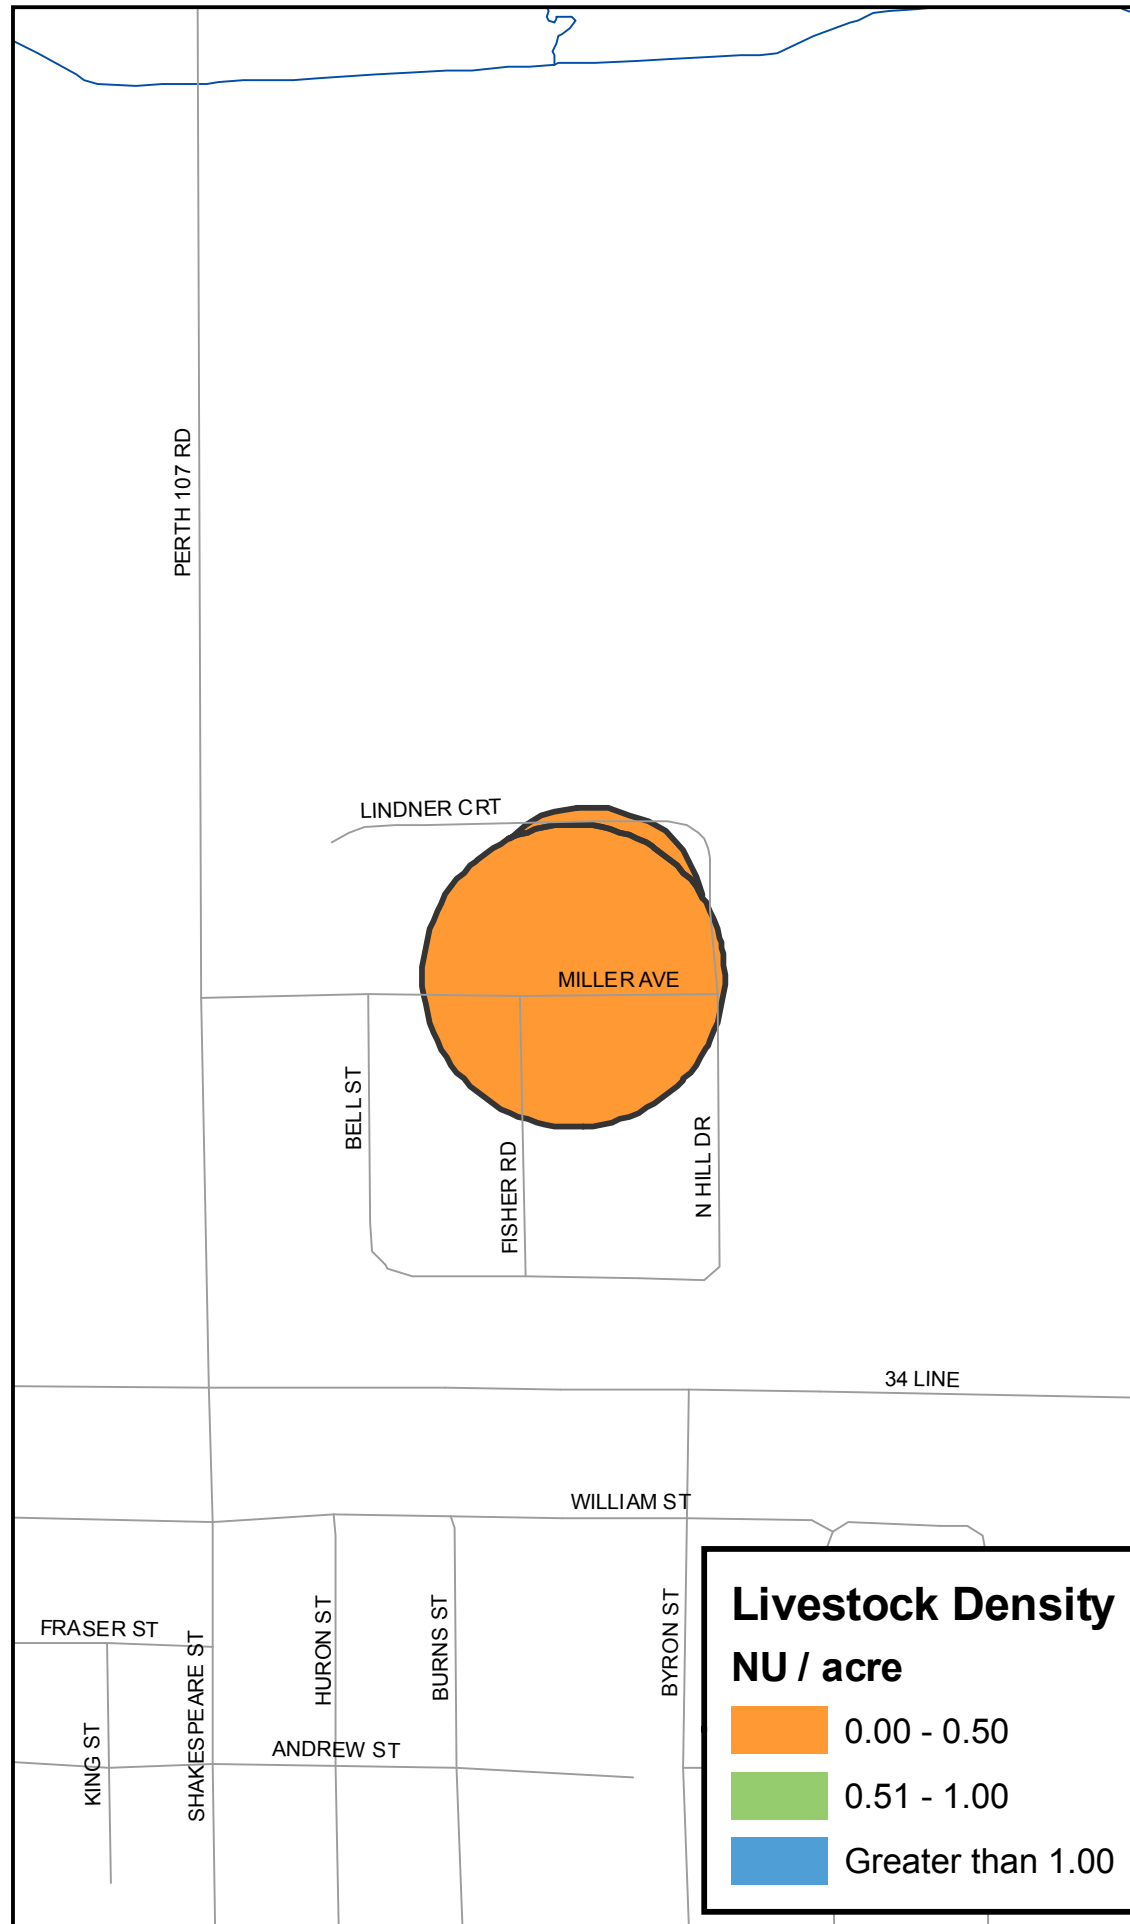 PERTH 107 RD
LINDNER CRT
MILLER AVE
BELL ST
FISHER RD
N HILL DR
34 LINE
WILLIAM ST
FRASER ST
KING ST
SHAKESPEARE ST
HURON ST
BURNS ST
BYRON ST
ANDREW ST
Livestock Density
NU / acre
0.00 - 0.50
0.51 - 1.00
Greater than 1.00